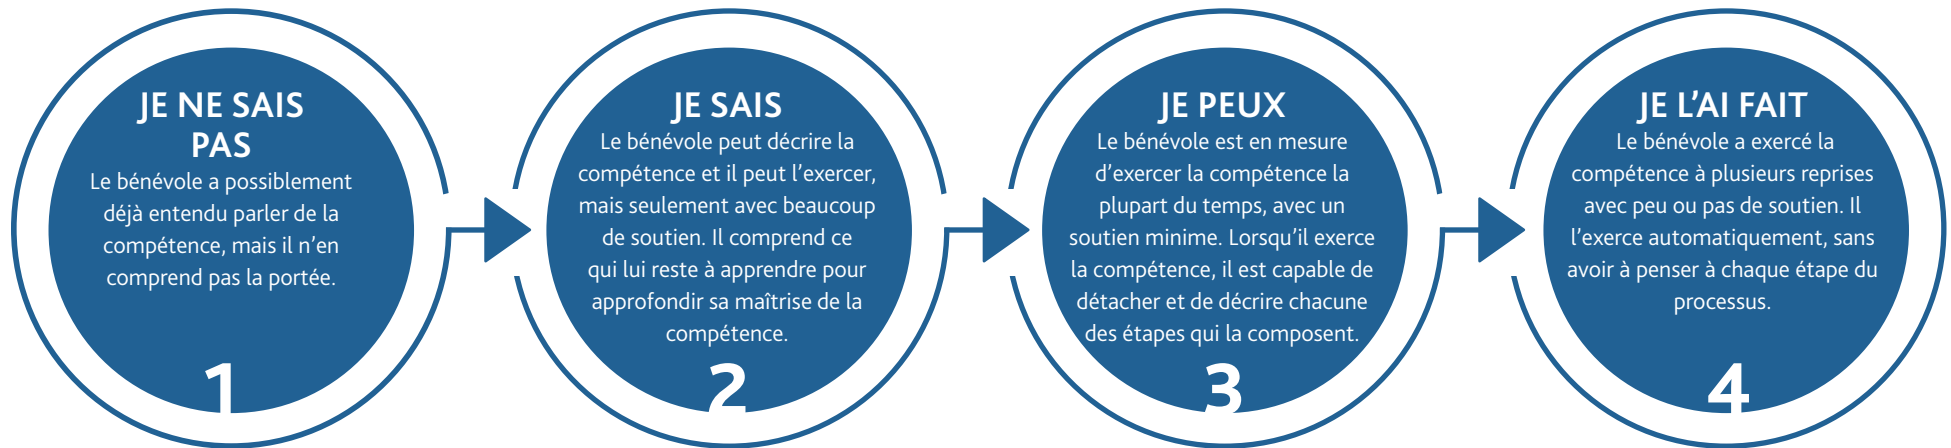 JE NE SAIS
PAS
Le bénévole a possiblement
déjà entendu parler de la
compétence, mais il n'en
comprend pas la portée.
1
JE SAIS
Le bénévole peut décrire la
compétence et il peut l'exercer,
mais seulement avec beaucoup
de soutien. Il comprend ce
qui lui reste à apprendre pour
approfondir sa maîtrise de la
compétence.
2
JE PEUX
Le bénévole est en mesure
d'exercer la compétence la
plupart du temps, avec un
soutien minime. Lorsqu'il exerce
la compétence, il est capable de
détacher et de décrire chacune
des étapes qui la composent.
3
JE L'AI FAIT
Le bénévole a exercé la
compétence à plusieurs reprises
avec peu ou pas de soutien. Il
l'exerce automatiquement, sans
avoir à penser à chaque étape du
processus.
4